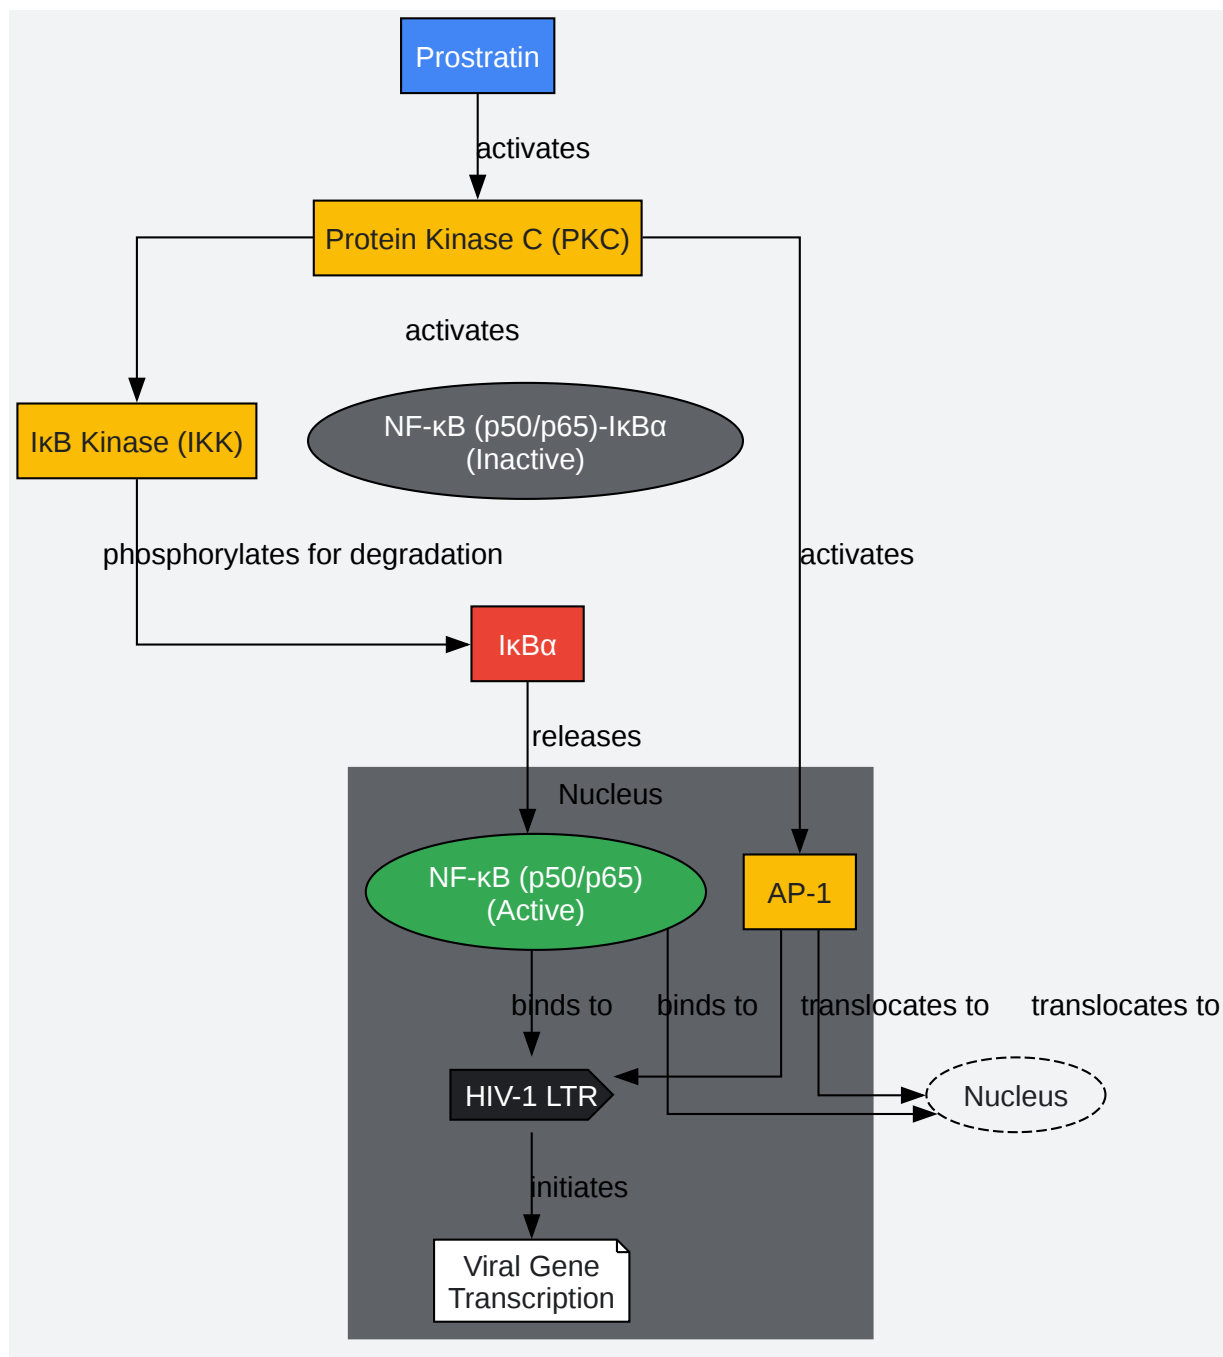 Prostratin
activates
Protein Kinase C (PKC)
activates
IκB Kinase (IKK)
NF-κB (p50/p65)-IκBα
(Inactive)
phosphorylates for degradation
activates
IκBα
releases
Nucleus
NF-κB (p50/p65)
(Active)
AP-1
binds to
binds to
translocates to
translocates to
HIV-1 LTR
Nucleus
initiates
Viral Gene
Transcription